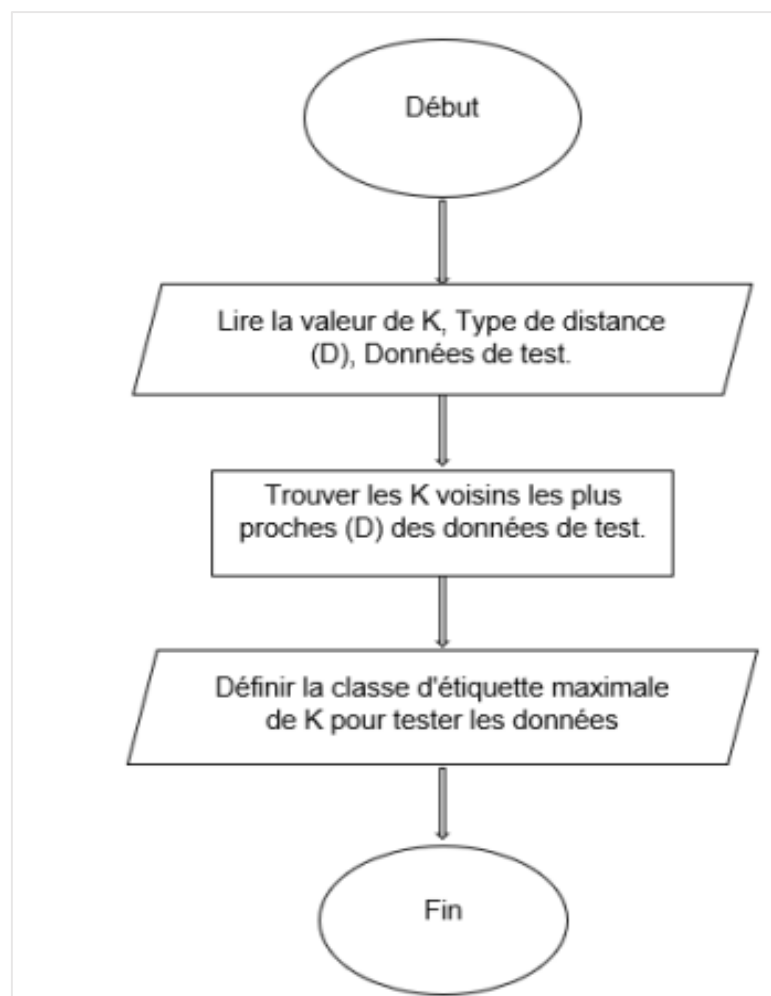 Début
Lire la valeur de K, Type de distance
(D), Données de test.
Trouver les K voisins les plus
proches (D) des données de test.
Définir la classe d'étiquette maximale
de K pour tester les données
Fin